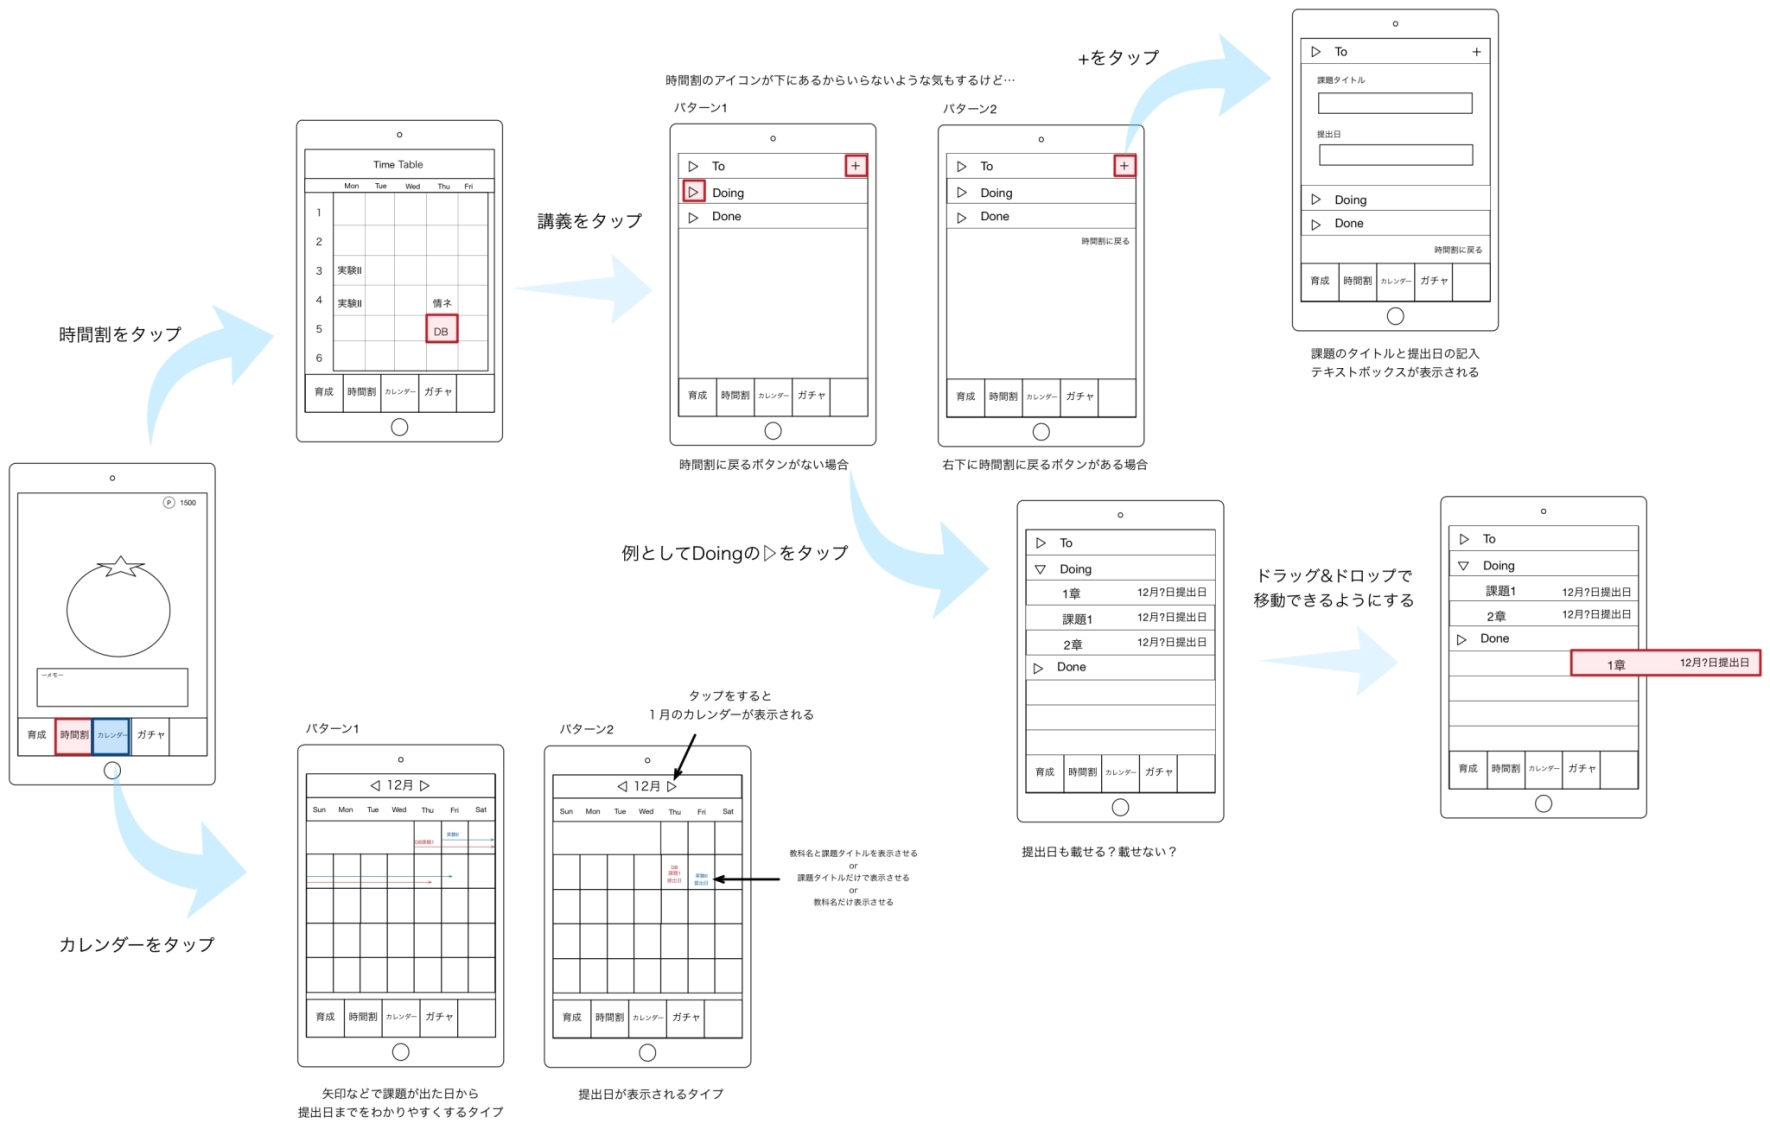 時間割をタップ
P 1500
ーメモー
育成 時間割 カレンダー ガチャ
カレンダーをタップ
Time Table
Mon Tue Wed Thu Fri
1
2
3 実験II
4 実験II 情ネ
5 DB
6
育成 時間割 カレンダー ガチャ
講義をタップ
時間割のアイコンが下にあるからいらないような気もするけど…
パターン1
To +
Doing
Done
育成 時間割 カレンダー ガチャ
時間割に戻るボタンがない場合
パターン2
To +
Doing
Done
時間割に戻る
育成 時間割 カレンダー ガチャ
右下に時間割に戻るボタンがある場合
+をタップ
To +
課題タイトル
提出日
Doing
Done
時間割に戻る
育成 時間割 カレンダー ガチャ
課題のタイトルと提出日の記入
テキストボックスが表示される
例としてDoingの▷をタップ
To
Doing
1章 12月?日提出日
課題1 12月?日提出日
2章 12月?日提出日
Done
育成 時間割 カレンダー ガチャ
提出日も載せる？載せない？
ドラッグ&ドロップで
移動できるようにする
To
Doing
課題1 12月?日提出日
2章 12月?日提出日
Done
1章 12月?日提出日
育成 時間割 カレンダー ガチャ
パターン1
◁ 12月 ▷
Sun Mon Tue Wed Thu Fri Sat
実験II
DB課題1
育成 時間割 カレンダー ガチャ
矢印などで課題が出た日から
提出日までをわかりやすくするタイプ
タップをすると
１月のカレンダーが表示される
パターン2
◁ 12月 ▷
Sun Mon Tue Wed Thu Fri Sat
DB
課題1
提出日
実験II
提出日
育成 時間割 カレンダー ガチャ
提出日が表示されるタイプ
教科名と課題タイトルを表示させる
or
課題タイトルだけで表示させる
or
教科名だけ表示させる